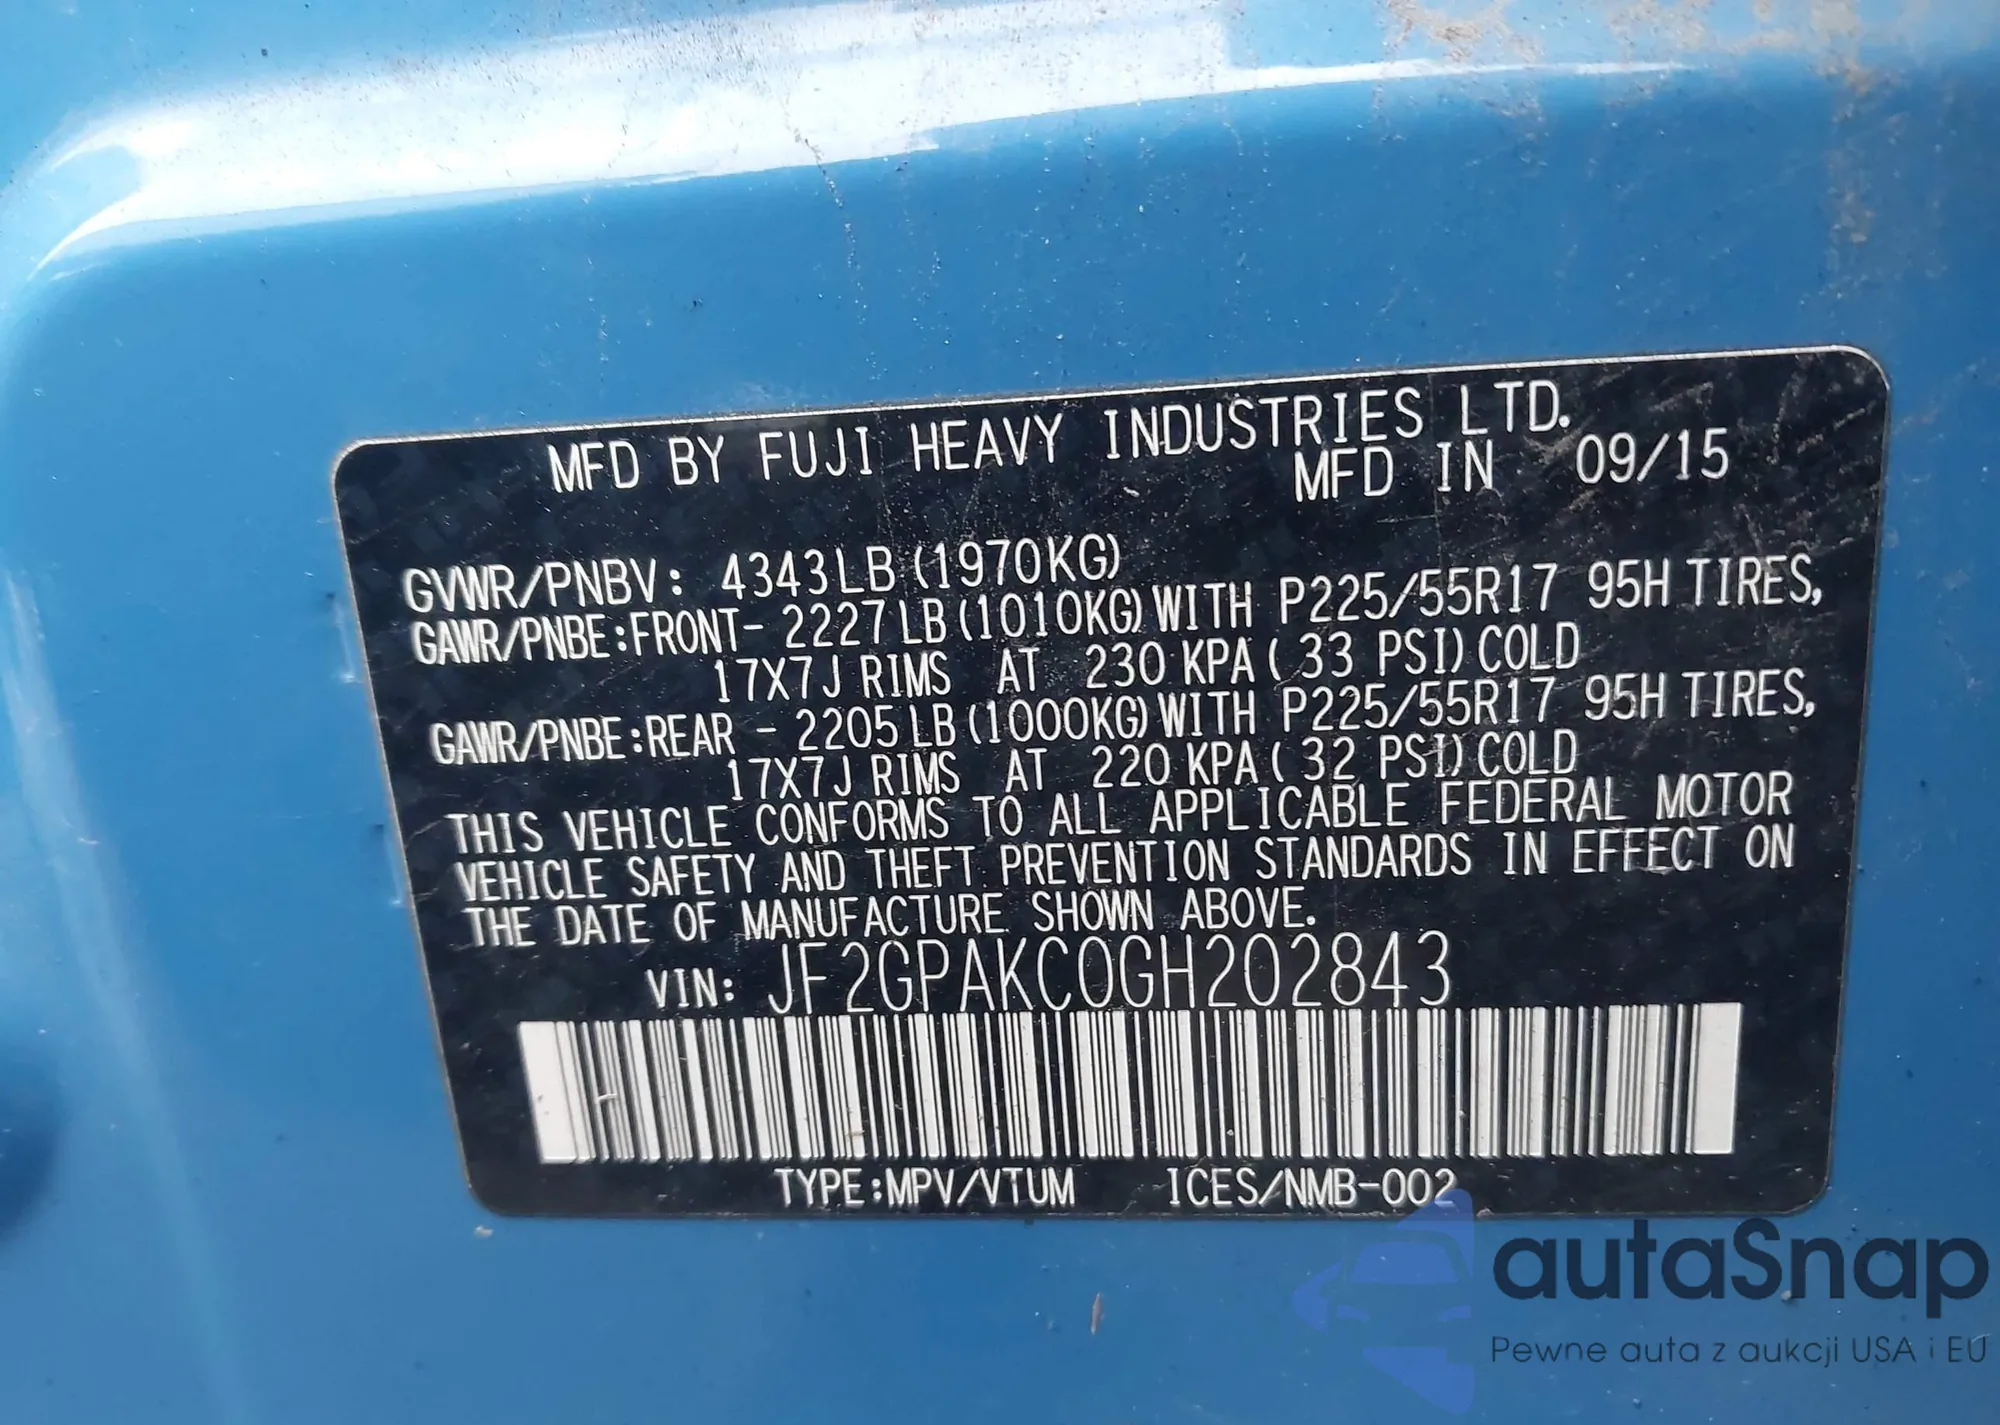 MFD BY FUJI HEAVY INDUSTRIES LTD.
MFD IN 09/15
GVWR/PNBV: 4343LB(1970KG)
GAWR/PNBE:FRONT- 2227LB(1010KG)WITH P225/55R17 95H TIRES,
17X7J RIMS AT 230 KPA( 33 PSI)COLD
GAWR/PNBE:REAR - 2205LB(1000KG)WITH P225/55R17 95H TIRES,
17X7J RIMS AT 220 KPA( 32 PSI)COLD
THIS VEHICLE CONFORMS TO ALL APPLICABLE FEDERAL MOTOR
VEHICLE SAFETY AND THEFT PREVENTION STANDARDS IN EFFECT ON
THE DATE OF MANUFACTURE SHOWN ABOVE.
VIN: JF2GPAKC0GH202843
TYPE:MPV/VTUM ICES/NMB-002
autaSnap
Pewne auta z aukcji USA i EU